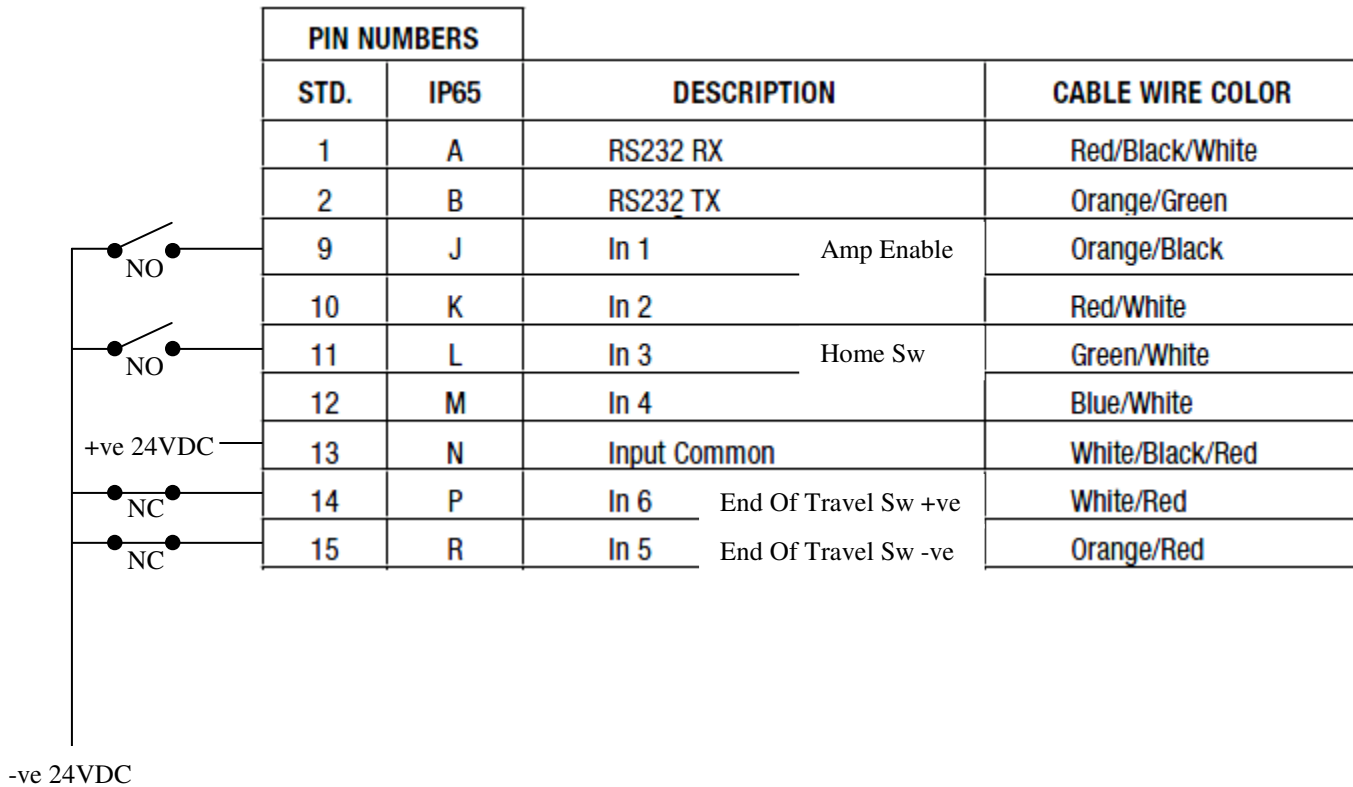 PIN NUMBERS
STD. IP65 DESCRIPTION CABLE WIRE COLOR
1 A RS232 RX Red/Black/White
2 B RS232 TX Orange/Green
NO 9 J In 1 Amp Enable Orange/Black
10 K In 2 Red/White
NO 11 L In 3 Home Sw Green/White
12 M In 4 Blue/White
+ve 24VDC 13 N Input Common White/Black/Red
NC 14 P In 6 End Of Travel Sw +ve White/Red
NC 15 R In 5 End Of Travel Sw -ve Orange/Red
-ve 24VDC